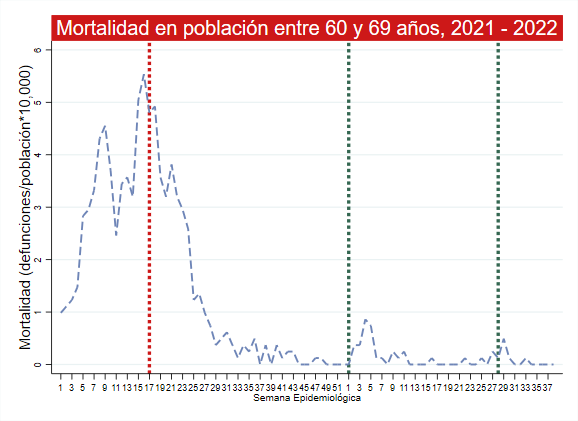 Mortalidad en población entre 60 y 69 años, 2021 - 2022
Mortalidad (defunciones/población*10,000)
6
5
4
3
2
1
0
1 3 5 7 9 11 13 15 17 19 21 23 25 27 29 31 33 35 37 39 41 43 45 47 49 51 1 3 5 7 9 11 13 15 17 19 21 23 25 27 29 31 33 35 37
Semana Epidemiológica